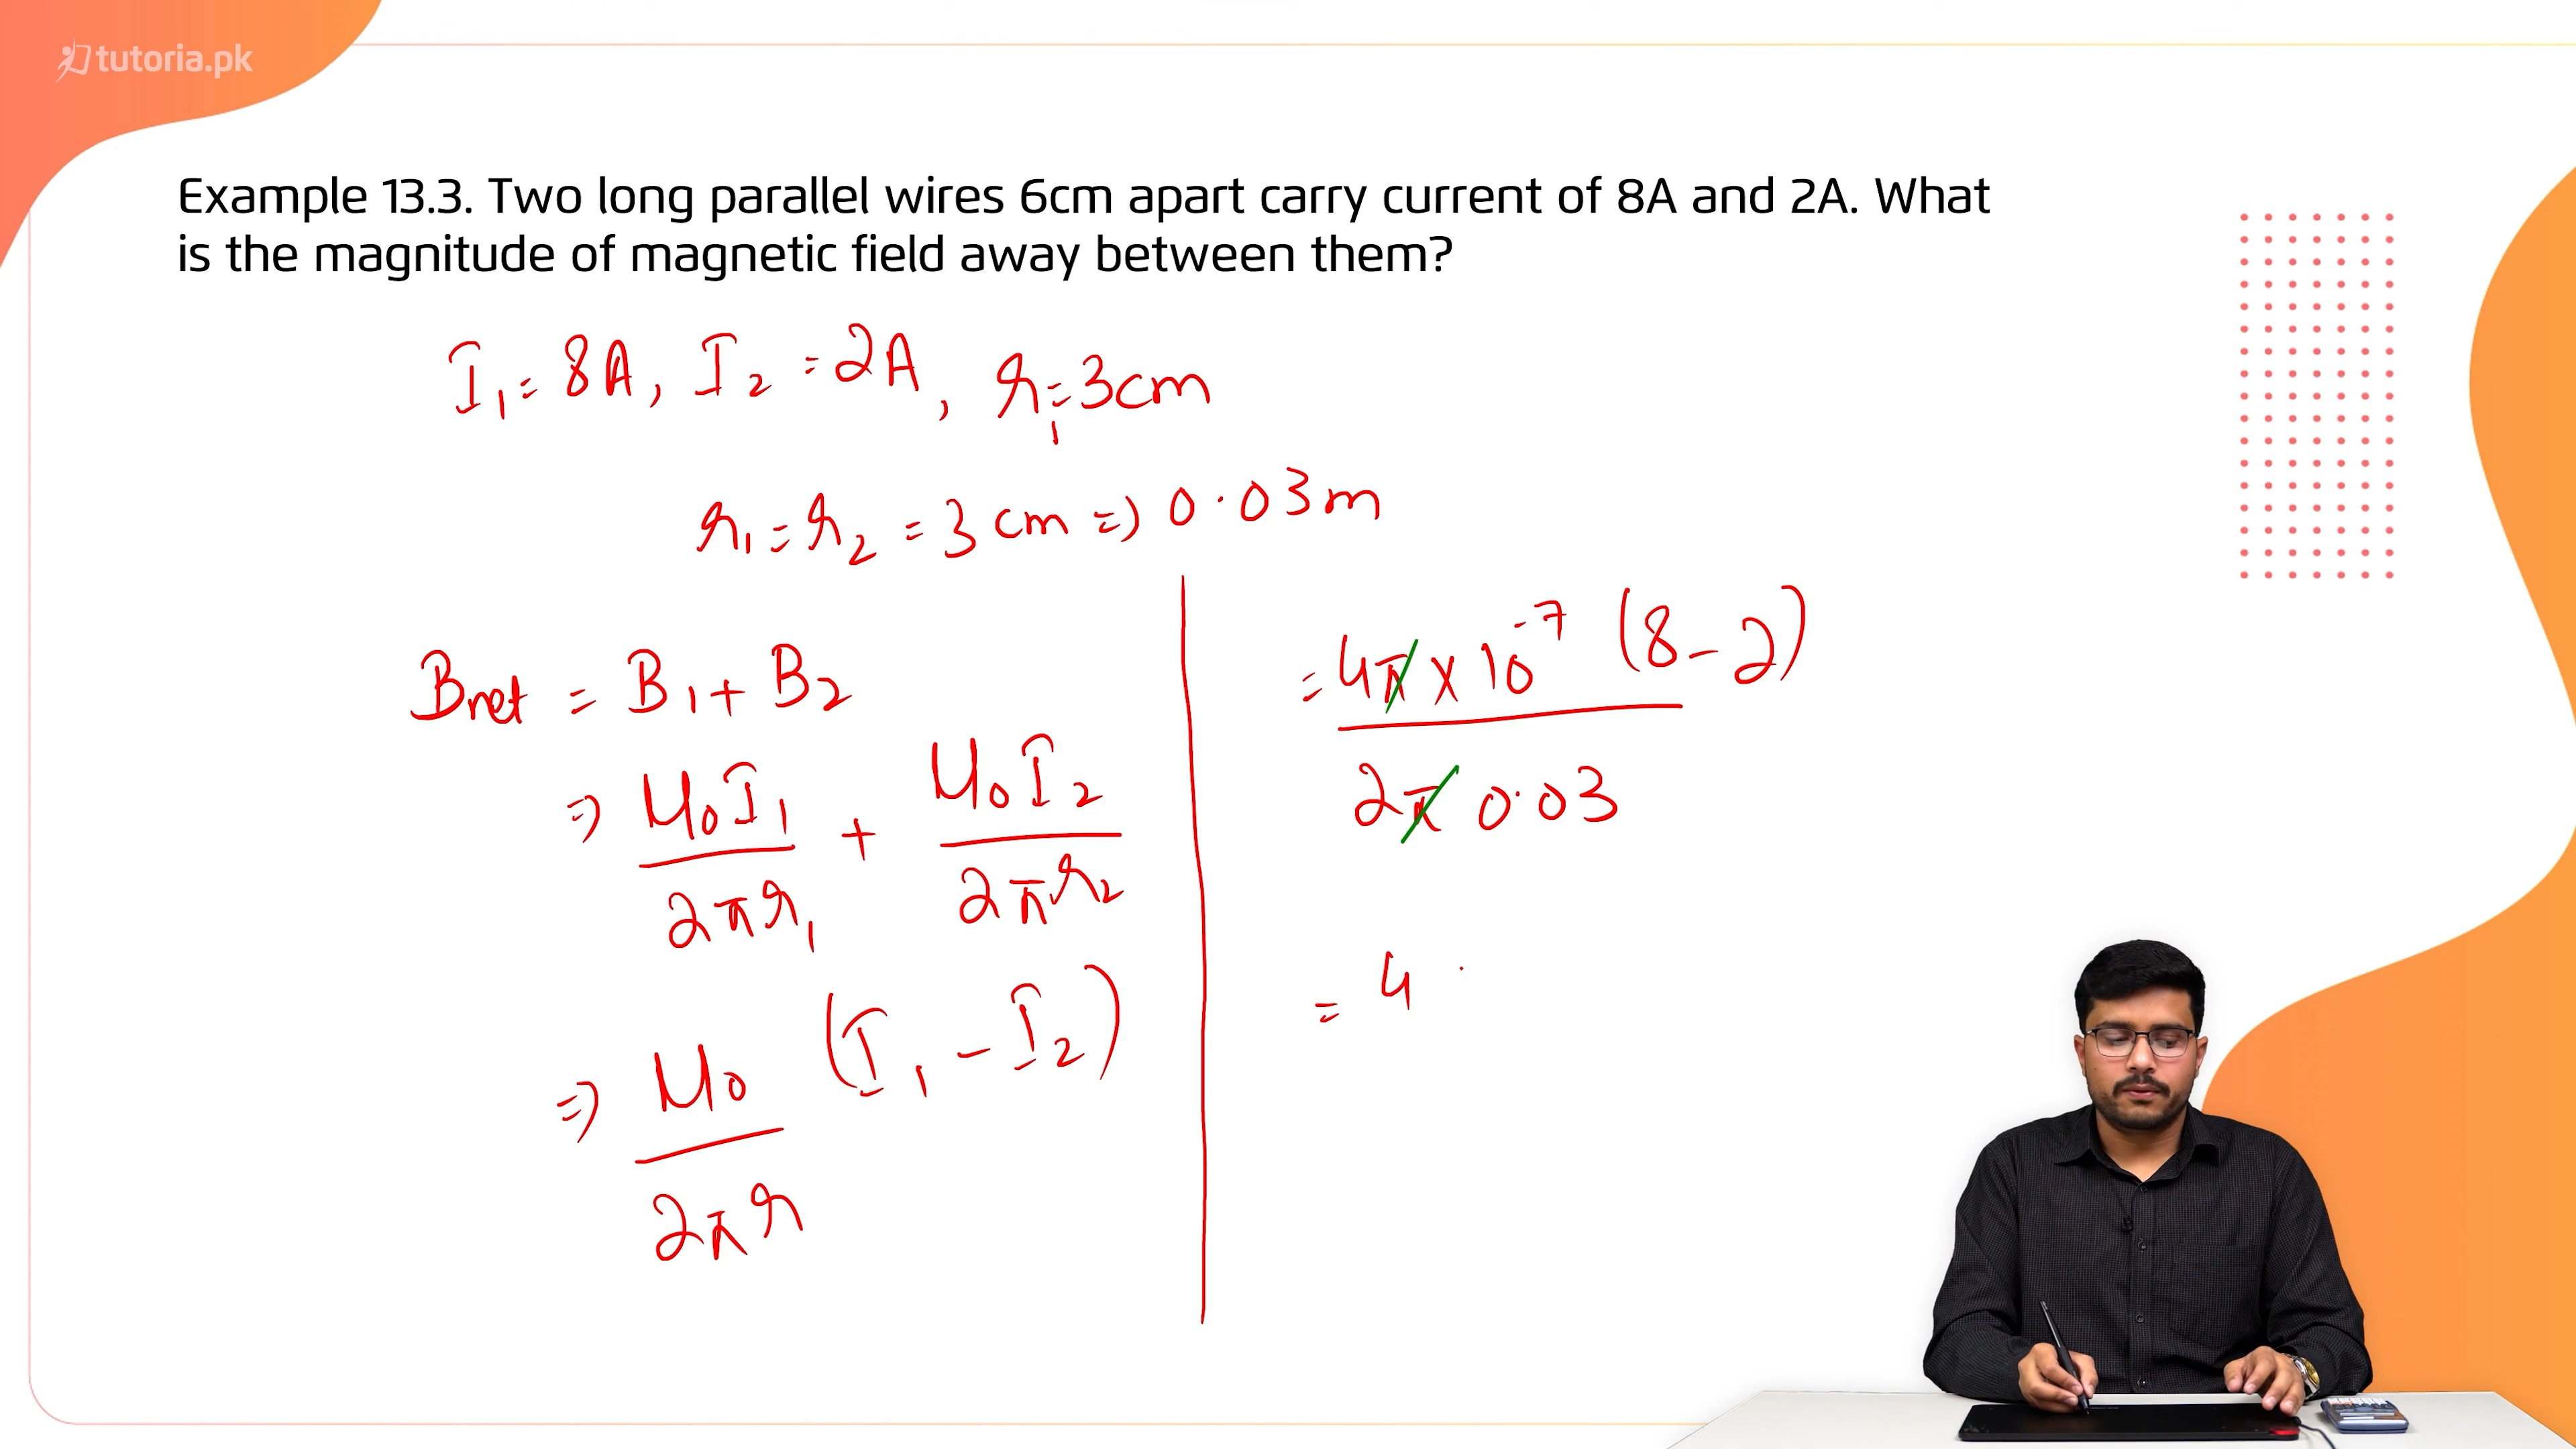 tutoria.pk
Example 13.3. Two long parallel wires 6cm apart carry current of 8A and 2A. What
is the magnitude of magnetic field away between them?
I₁ = 8A, I₂ = 2A, r₁ = 3cm
r₁ = r₂ = 3 cm => 0.03m
Bnet = B₁ + B₂
=> μ₀I₁ / 2πr₁ + μ₀I₂ / 2πr₂
=> μ₀ / 2πr (I₁ - I₂)
= 4π x 10⁻⁷ (8 - 2) / 2π 0.03
= 4 .